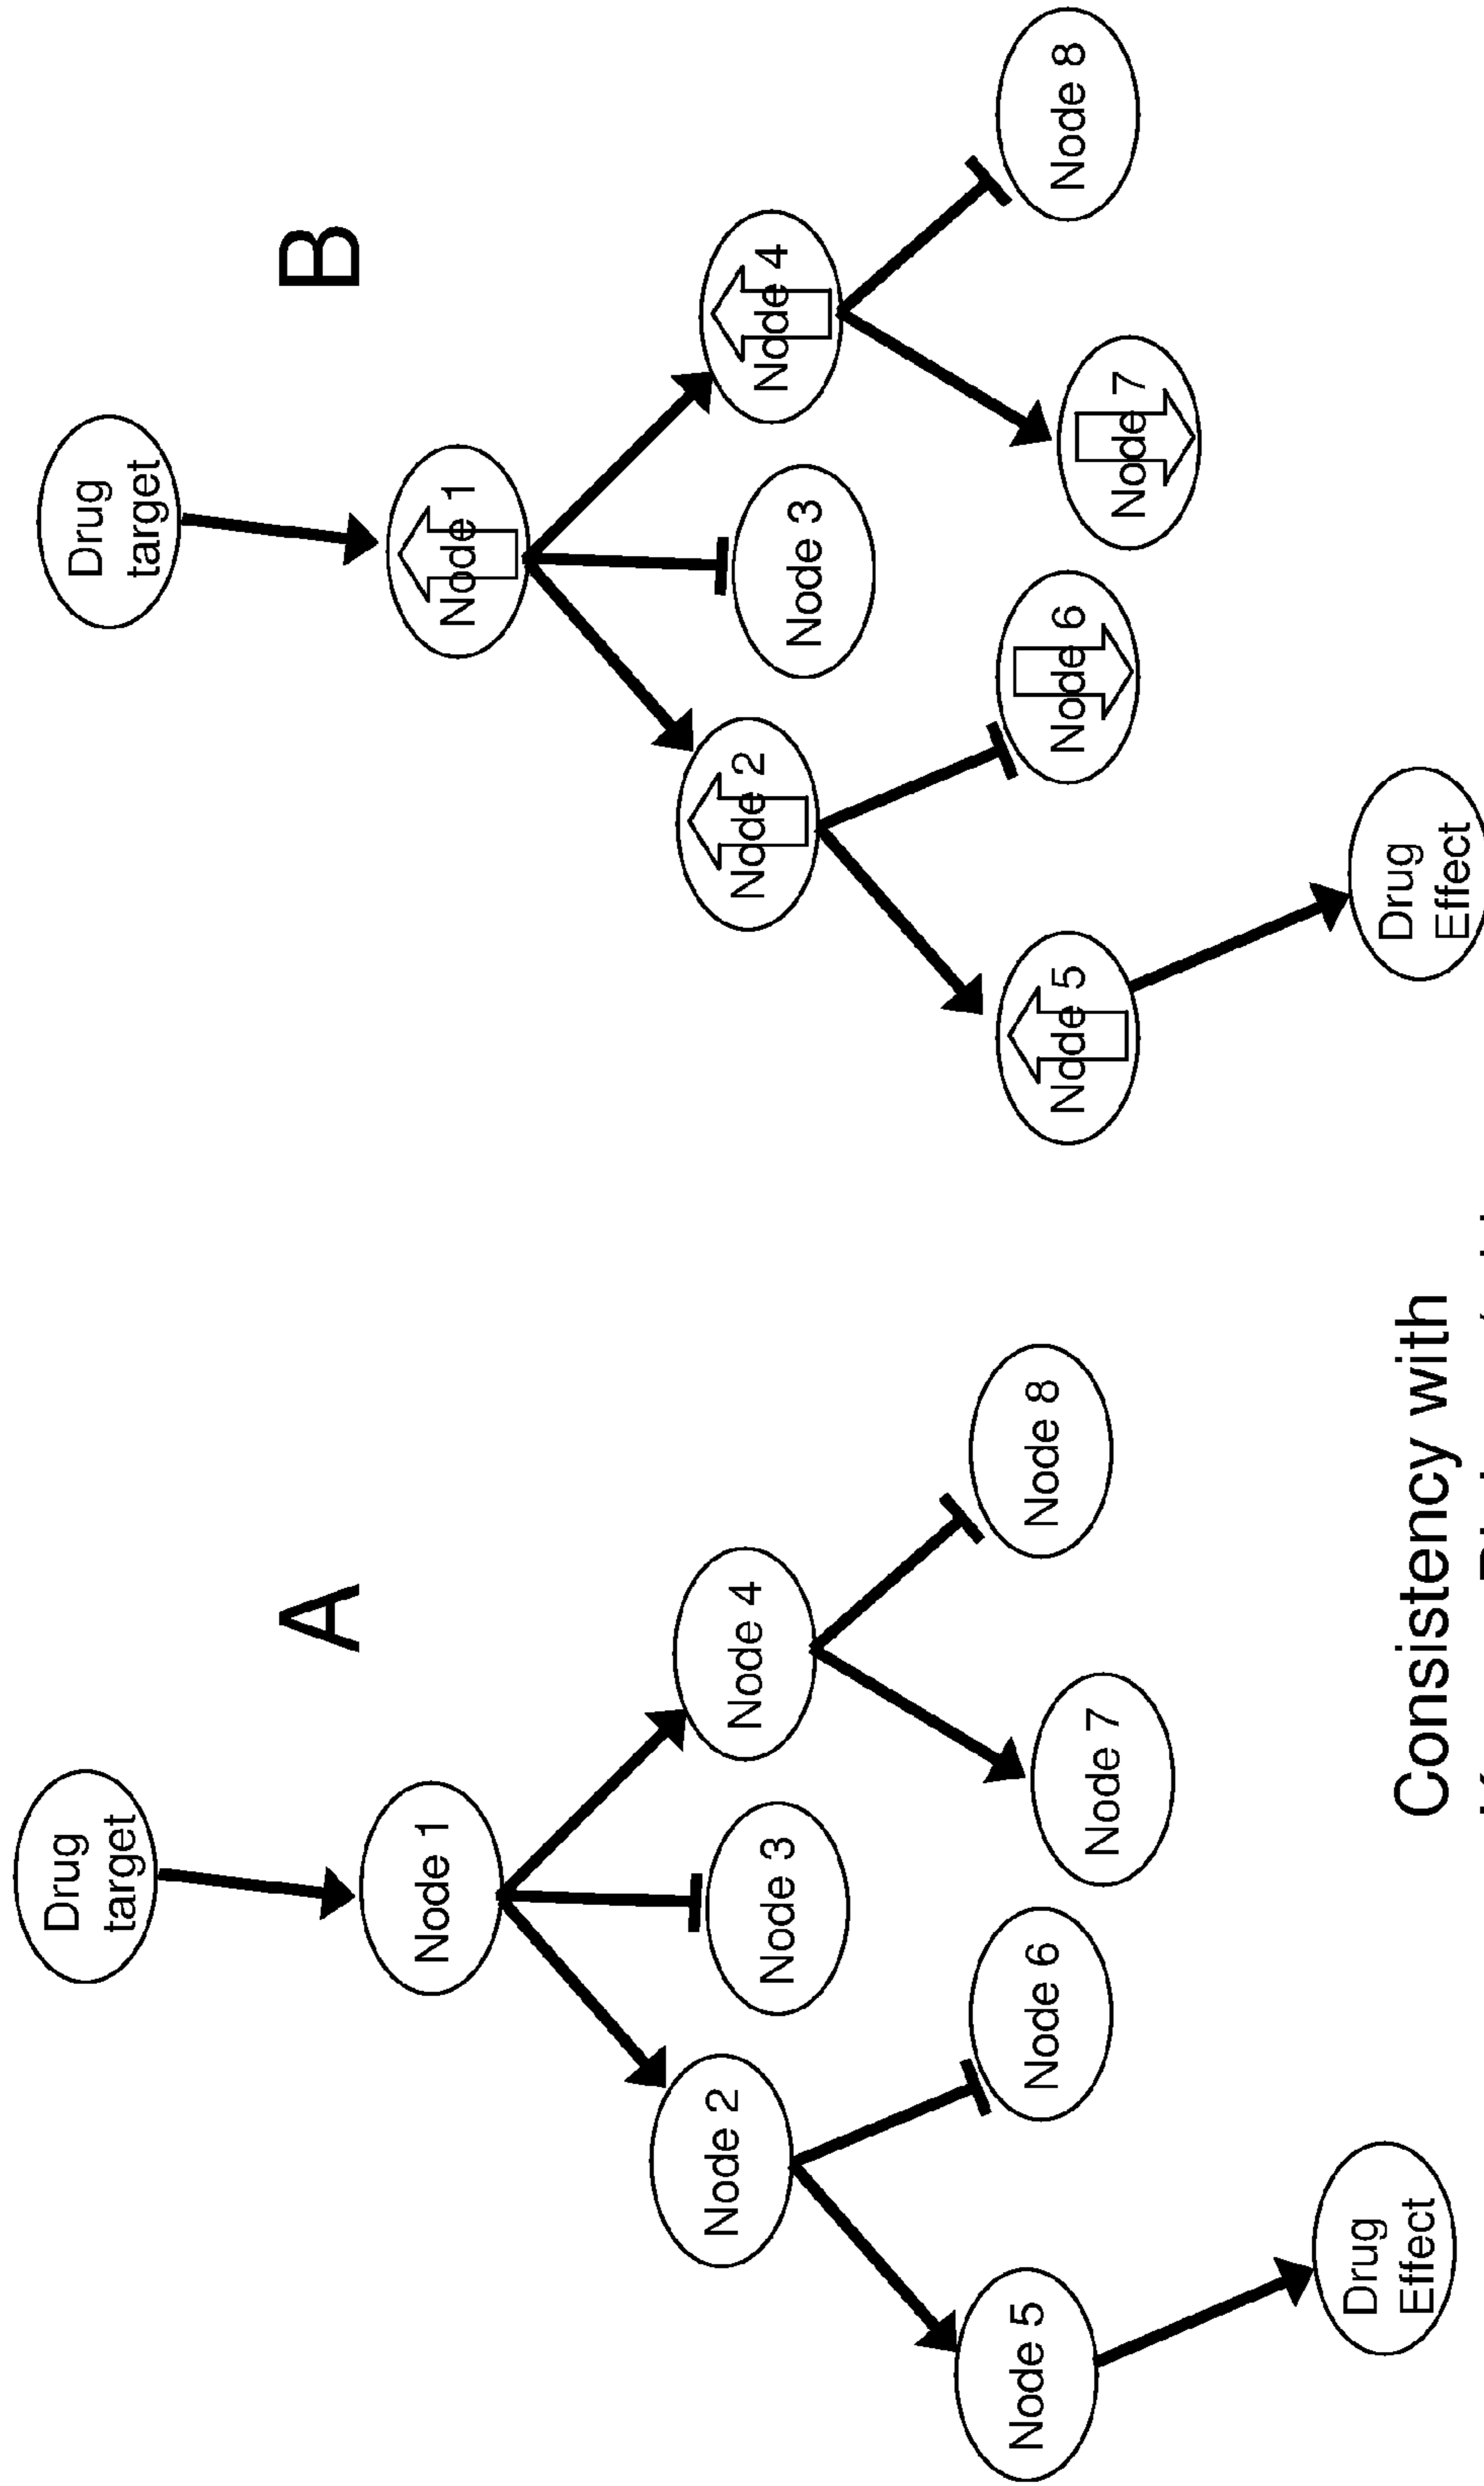 A
Drug
target
Node 1
Node 2
Node 3
Node 4
Node 5
Node 6
Node 7
Node 8
Drug
Effect
B
Drug
target
Node 1
Node 2
Node 3
Node 4
Node 5
Node 6
Node 7
Node 8
Drug
Effect
Consistency with